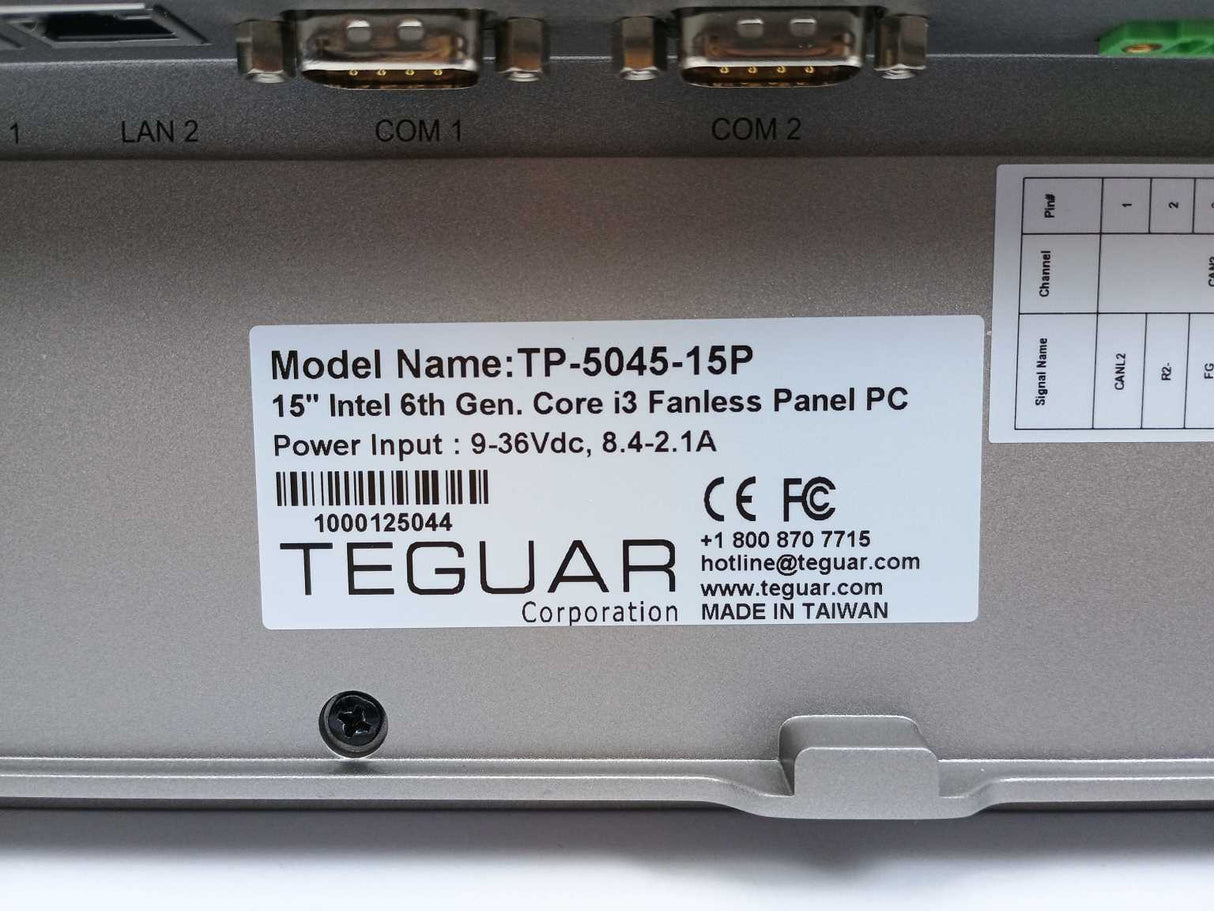 1
LAN 2
COM 1
COM 2
Pin#
1
2
Channel
Signal Name
CANL2
R2-
FG
Model Name:TP-5045-15P
15" Intel 6th Gen. Core i3 Fanless Panel PC
Power Input : 9-36Vdc, 8.4-2.1A
1000125044
CE FC
TEGUAR
Corporation
+1 800 870 7715
hotline@teguar.com
www.teguar.com
MADE IN TAIWAN